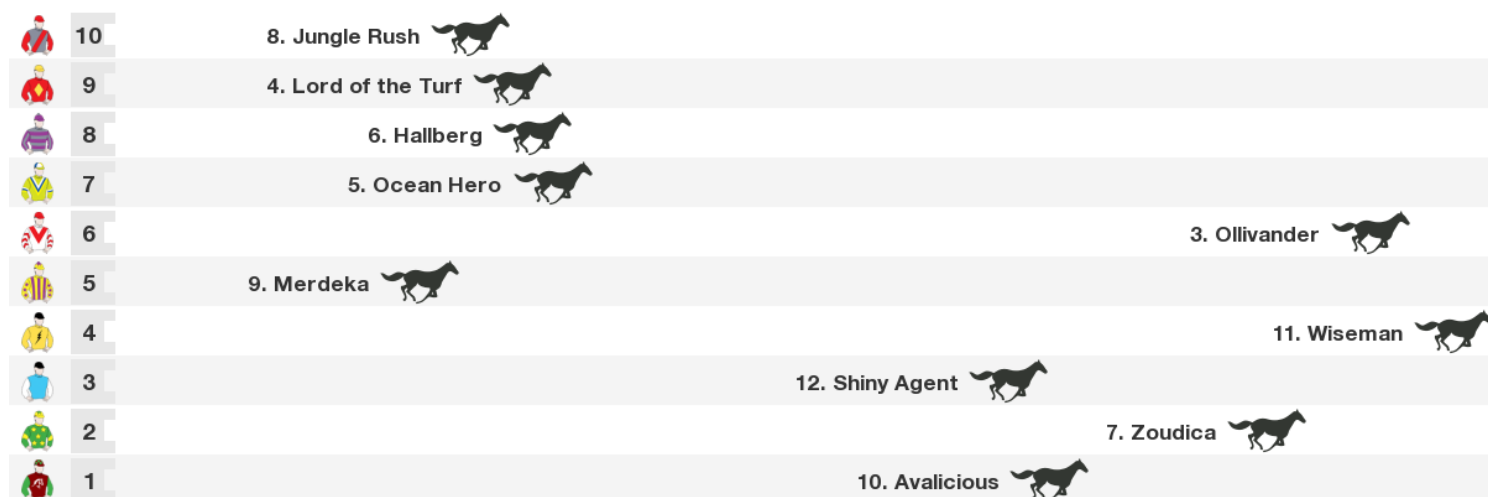 10 8. Jungle Rush
9 4. Lord of the Turf
8 6. Hallberg
7 5. Ocean Hero
6 3. Ollivander
5 9. Merdeka
4 11. Wiseman
3 12. Shiny Agent
2 7. Zoudica
1 10. Avalicious